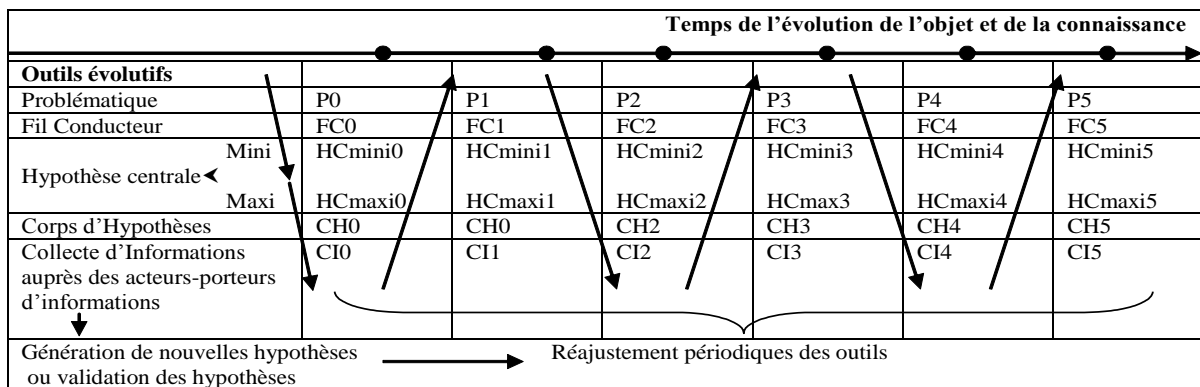 Temps de l'évolution de l'objet et de la connaissance
Outils évolutifs
Problématique P0 P1 P2 P3 P4 P5
Fil Conducteur FC0 FC1 FC2 FC3 FC4 FC5
Mini HCmini0 HCmini1 HCmini2 HCmini3 HCmini4 HCmini5
Hypothèse centrale
Maxi HCmaxi0 HCmaxi1 HCmaxi2 HCmax3 HCmaxi4 HCmaxi5
Corps d'Hypothèses CH0 CH0 CH2 CH3 CH4 CH5
Collecte d'Informations CI0 CI1 CI2 CI3 CI4 CI5
auprès des acteurs-porteurs
d'informations
Génération de nouvelles hypothèses Réajustement périodiques des outils
ou validation des hypothèses